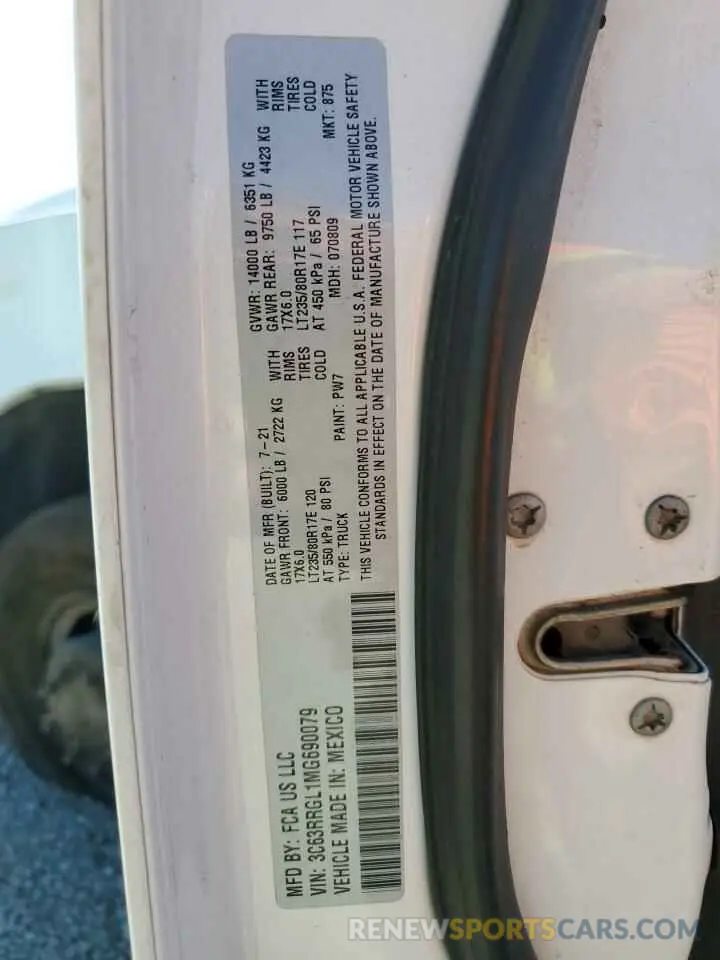 MFD BY: FCA US LLC
VIN: 3C63RRGL1MG690079
VEHICLE MADE IN: MEXICO
DATE OF MFR (BUILT): 7-21
GAWR FRONT: 6000 LB / 2722 KG WITH
17X6.0 RIMS
LT235/80R17E 120 TIRES
AT 550 kPa / 80 PSI COLD
TYPE: TRUCK PAINT: PW7
GVWR: 14000 LB / 6351 KG
GAWR REAR: 9750 LB / 4423 KG WITH
17X6.0 RIMS
LT235/80R17E 117 TIRES
AT 450 kPa / 65 PSI COLD
MDH: 070809 MKT: 875
THIS VEHICLE CONFORMS TO ALL APPLICABLE U.S.A. FEDERAL MOTOR VEHICLE SAFETY
STANDARDS IN EFFECT ON THE DATE OF MANUFACTURE SHOWN ABOVE.
RENEWSPORTSCARS.COM